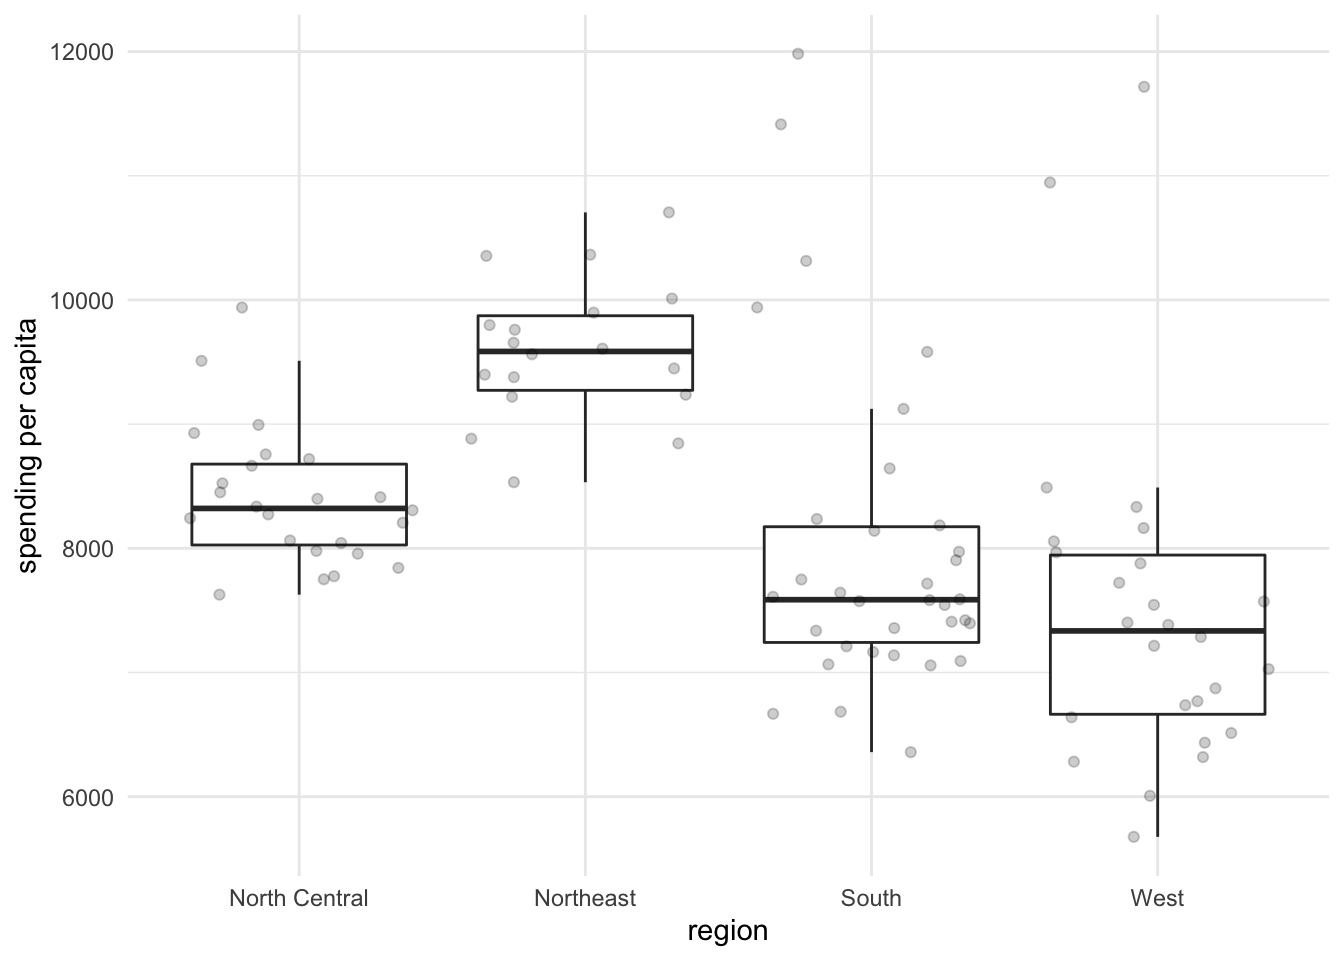 12000
10000
8000
6000
spending per capita
North Central
Northeast
South
West
region